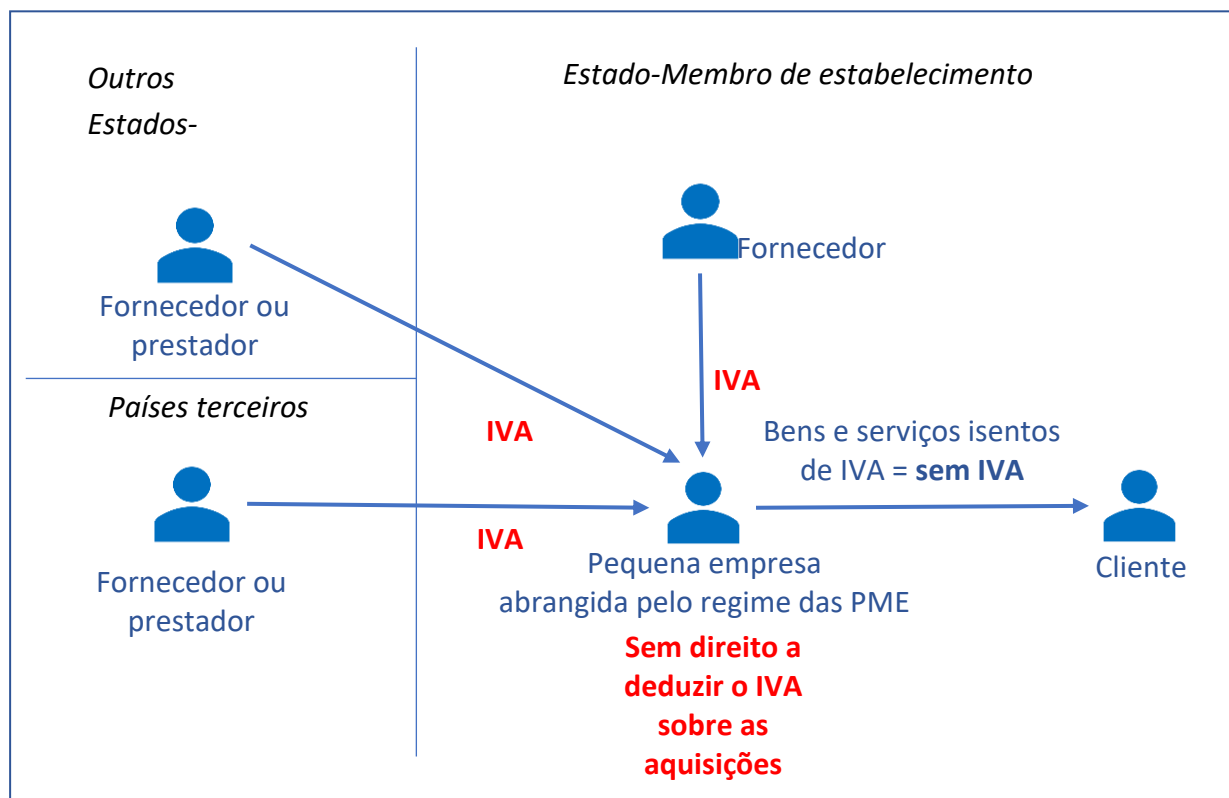 Outros
Estados-
Estado-Membro de estabelecimento
Fornecedor
Fornecedor ou
prestador
IVA
Países terceiros
IVA
Bens e serviços isentos
de IVA = sem IVA
IVA
Fornecedor ou
prestador
Pequena empresa
abrangida pelo regime das PME
Cliente
Sem direito a
deduzir o IVA
sobre as
aquisições